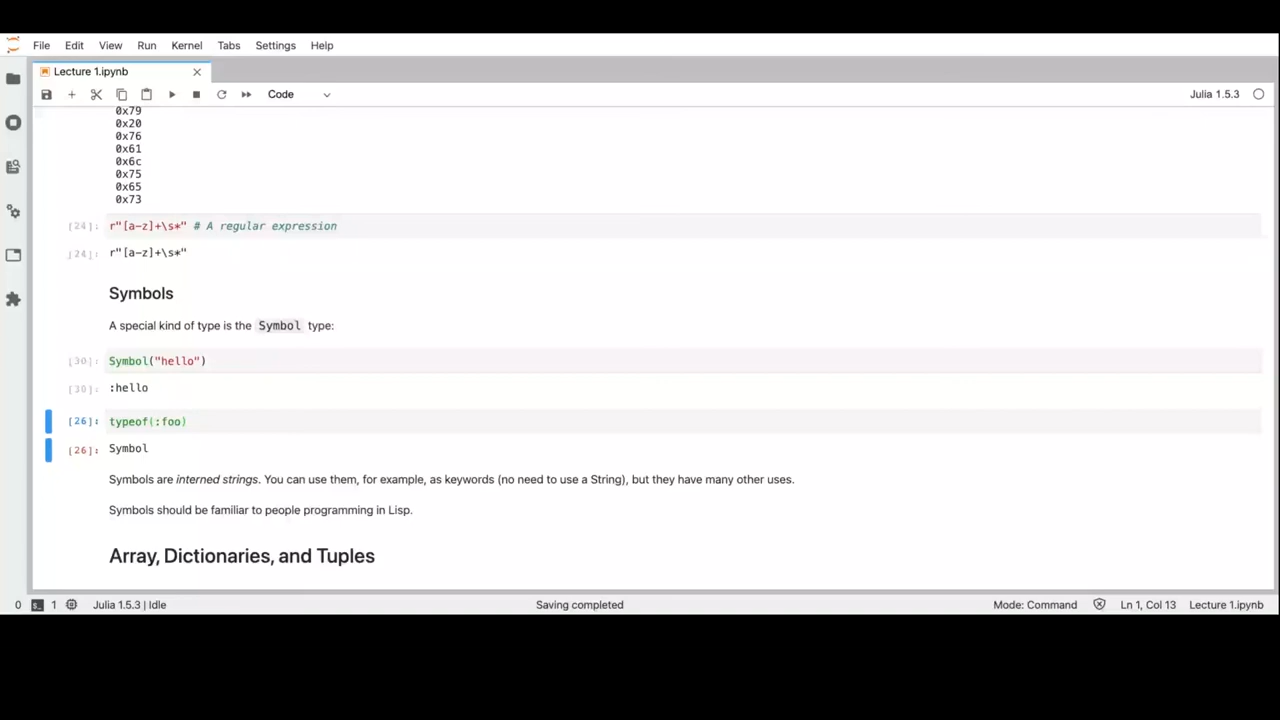 File Edit View Run Kernel Tabs Settings Help
Lecture 1.ipynb
Code
Julia 1.5.3
0x79
0x20
0x76
0x61
0x6c
0x75
0x65
0x73
[24]: r"[a-z]+\s*" # A regular expression
[24]: r"[a-z]+\s*"
Symbols
A special kind of type is the Symbol type:
[30]: Symbol("hello")
[30]: :hello
[26]: typeof(:foo)
[26]: Symbol
Symbols are interned strings. You can use them, for example, as keywords (no need to use a String), but they have many other uses.
Symbols should be familiar to people programming in Lisp.
Array, Dictionaries, and Tuples
0 $_ 1 Julia 1.5.3 | Idle Saving completed Mode: Command Ln 1, Col 13 Lecture 1.ipynb